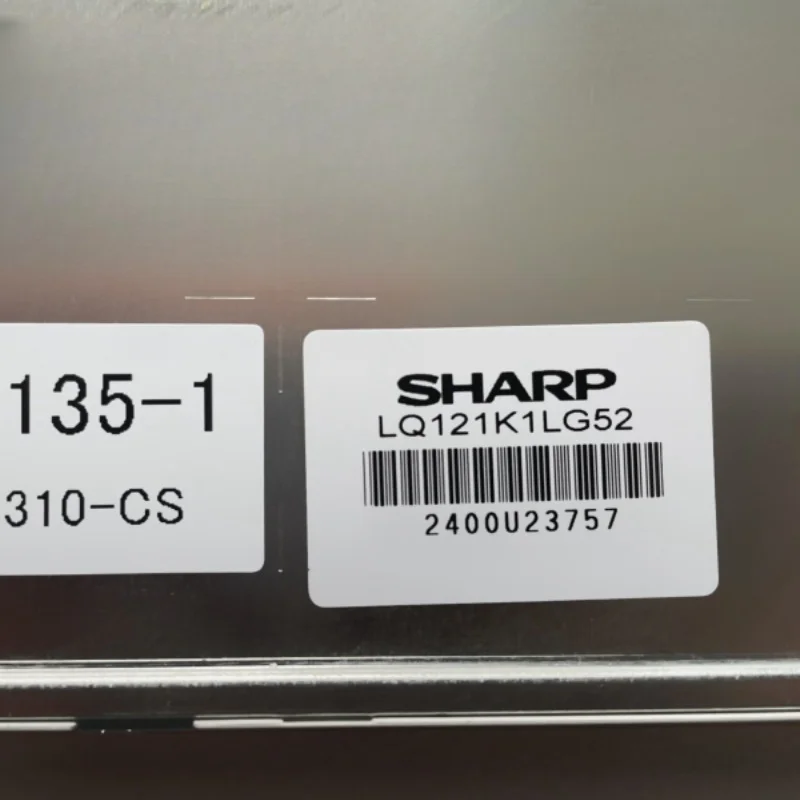 135-1
310-CS
SHARP
LQ121K1LG52
2400U23757